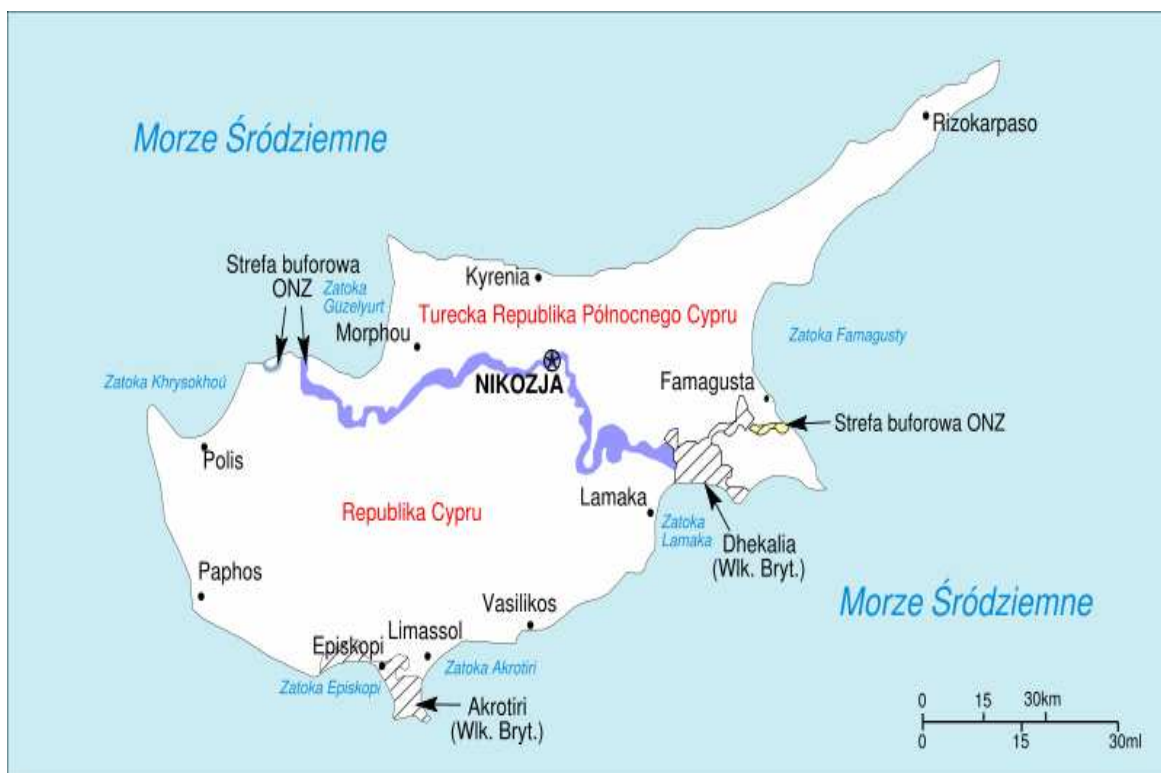 Morze Śródziemne
Rizokarpaso
Strefa buforowa
ONZ
Zatoka
Güzelyurt
Kyrenia
Turecka Republika Północnego Cypru
Morphou
Zatoka Famagusty
Zatoka Khrysokhoú
NIKOZJA
Famagusta
Strefa buforowa ONZ
Polis
Republika Cypru
Lamaka
Zatoka
Lamaka
Dhekalia
(Wlk. Bryt.)
Paphos
Vasilikos
Morze Śródziemne
Episkopi
Limassol
Zatoka Akrotiri
Zatoka Episkopi
Akrotiri
(Wlk. Bryt.)
0 15 30km
0 15 30ml